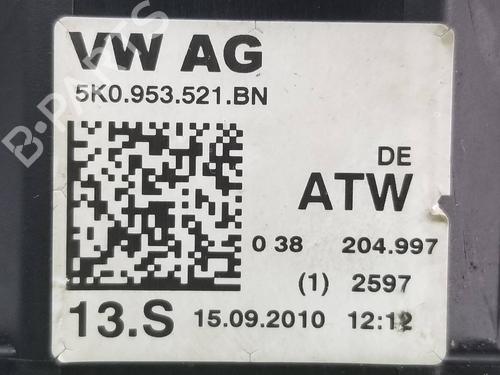 VW AG
5K0.953.521.BN
DE
ATW
0 38 204.997
(1) 2597
13.S 15.09.2010 12:12
B-PARTS